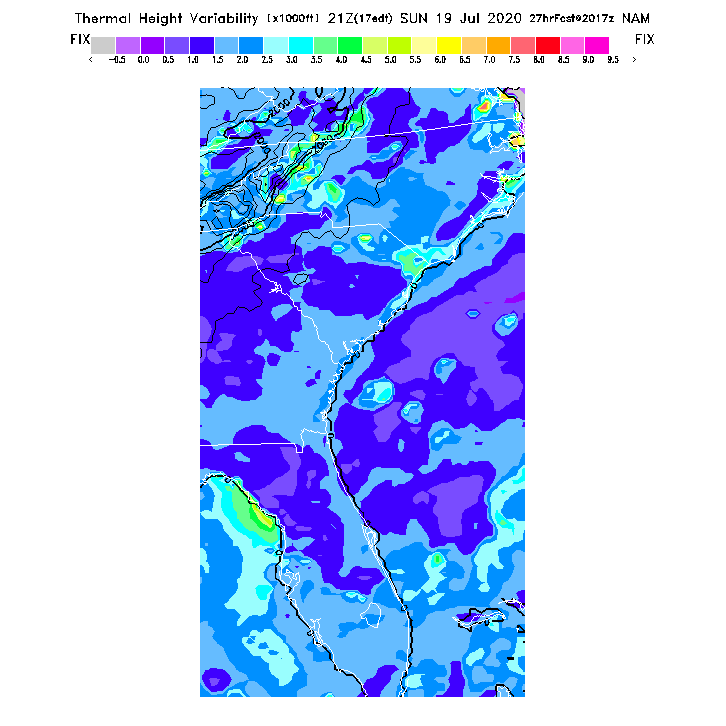 Thermal Height Variability [x1000ft] 21Z(17edt) SUN 19 Jul 2020 27hrFcst@2017z NAM
FIX FIX
< -0.5 0.0 0.5 1.0 1.5 2.0 2.5 3.0 3.5 4.0 4.5 5.0 5.5 6.0 6.5 7.0 7.5 8.0 8.5 9.0 9.5 >
2000